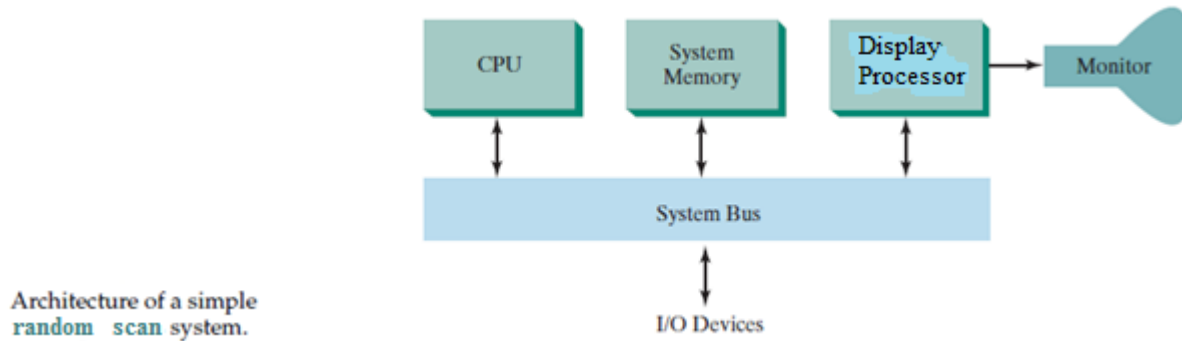 CPU
System
Memory
Display
Processor
Monitor
System Bus
I/O Devices
Architecture of a simple
random scan system.